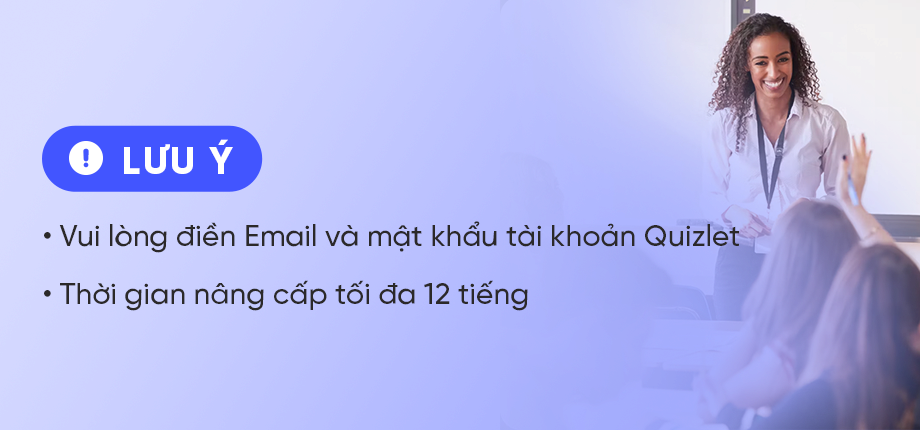 LƯU Ý
• Vui lòng điền Email và mật khẩu tài khoản Quizlet
• Thời gian nâng cấp tối đa 12 tiếng